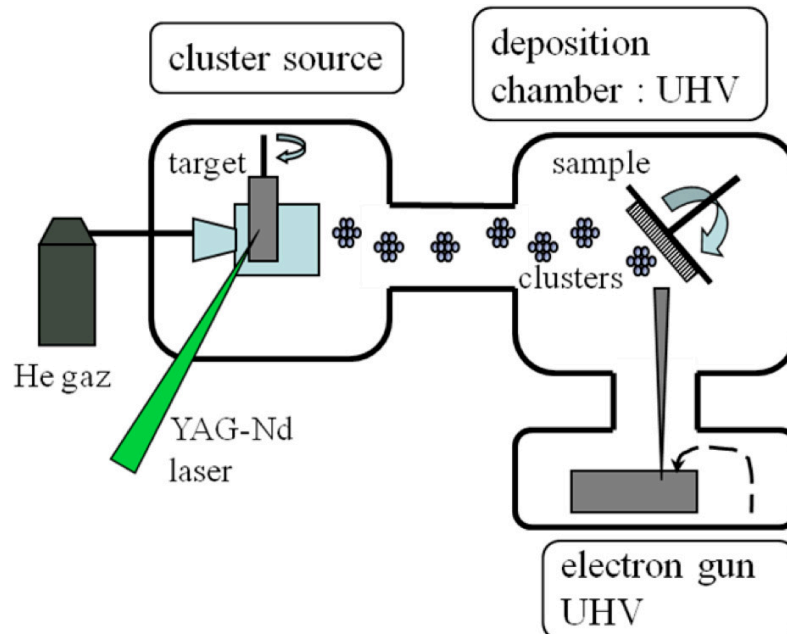 cluster source
deposition
chamber : UHV
target
sample
clusters
He gaz
YAG-Nd
laser
electron gun
UHV